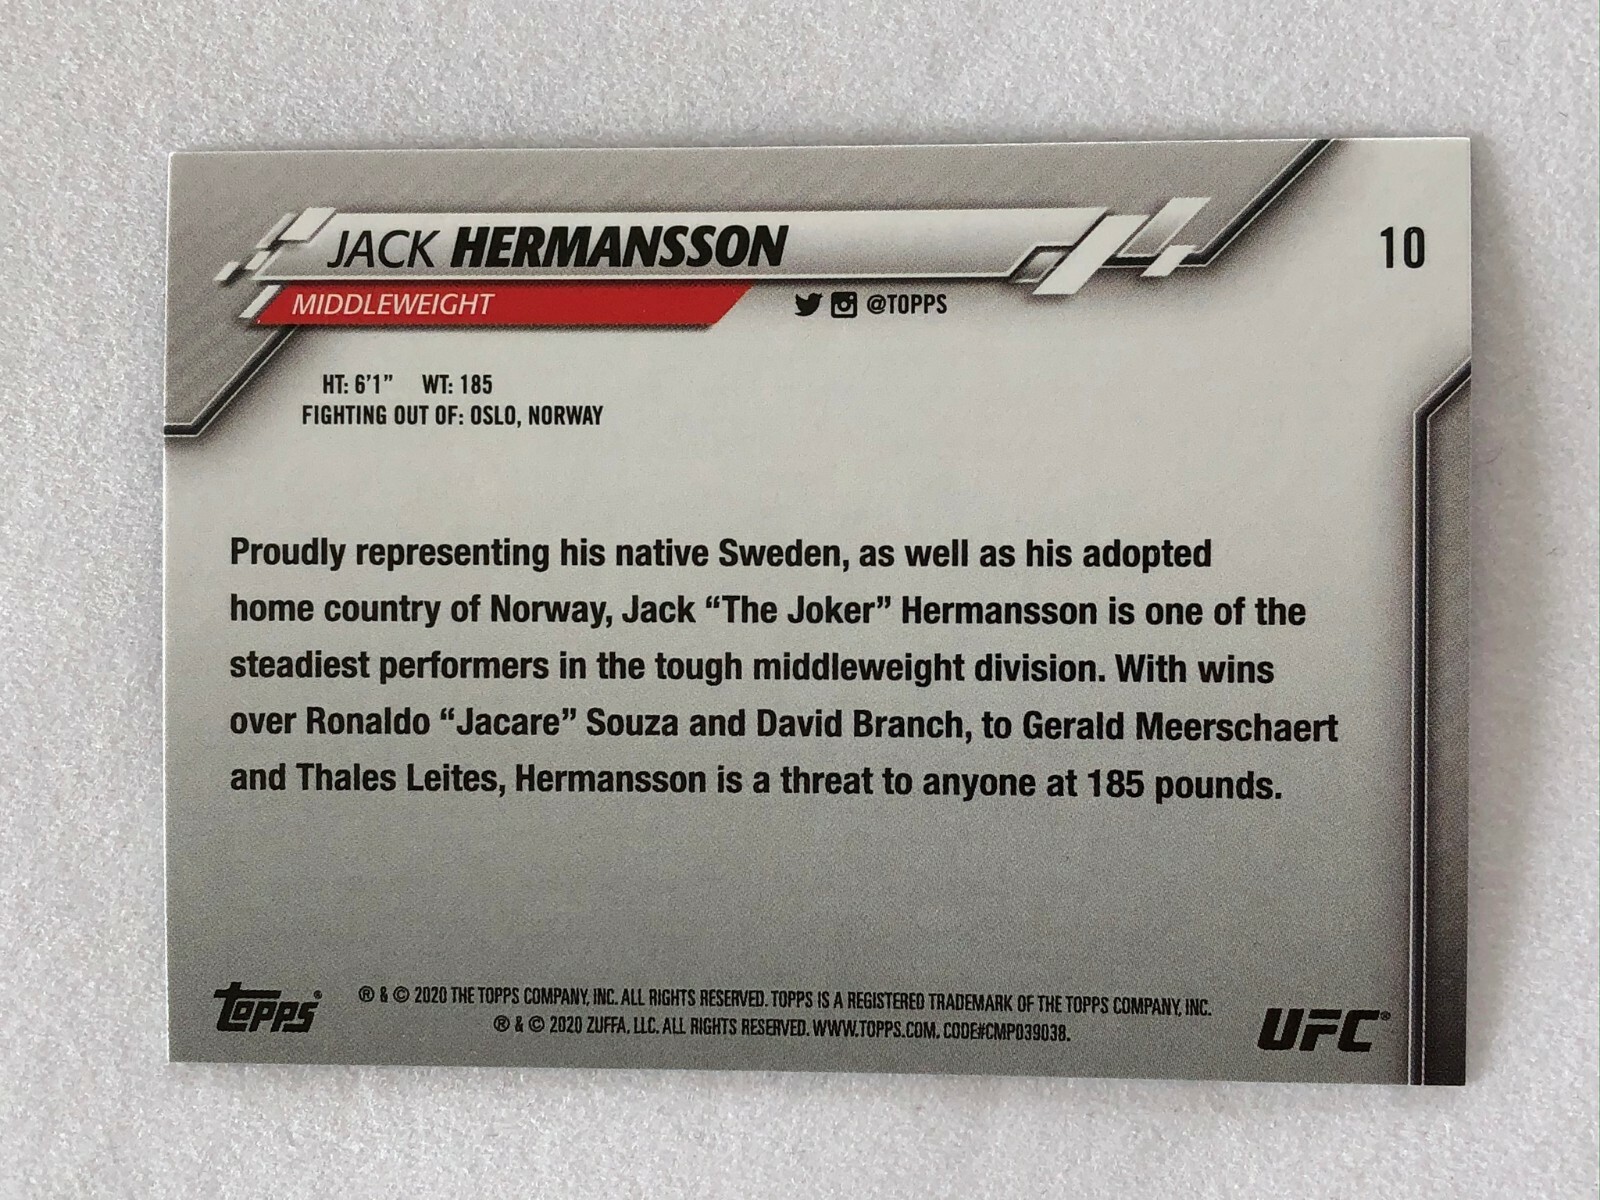 JACK HERMANSSON
10
MIDDLEWEIGHT
@TOPPS
HT: 6'1" WT: 185
FIGHTING OUT OF: OSLO, NORWAY
Proudly representing his native Sweden, as well as his adopted
home country of Norway, Jack “The Joker” Hermansson is one of the
steadiest performers in the tough middleweight division. With wins
over Ronaldo “Jacare” Souza and David Branch, to Gerald Meerschaert
and Thales Leites, Hermansson is a threat to anyone at 185 pounds.
topps®
® & © 2020 THE TOPPS COMPANY, INC. ALL RIGHTS RESERVED. TOPPS IS A REGISTERED TRADEMARK OF THE TOPPS COMPANY, INC.
® & © 2020 ZUFFA, LLC. ALL RIGHTS RESERVED. WWW.TOPPS.COM. CODE#CMP039038.
UFC®